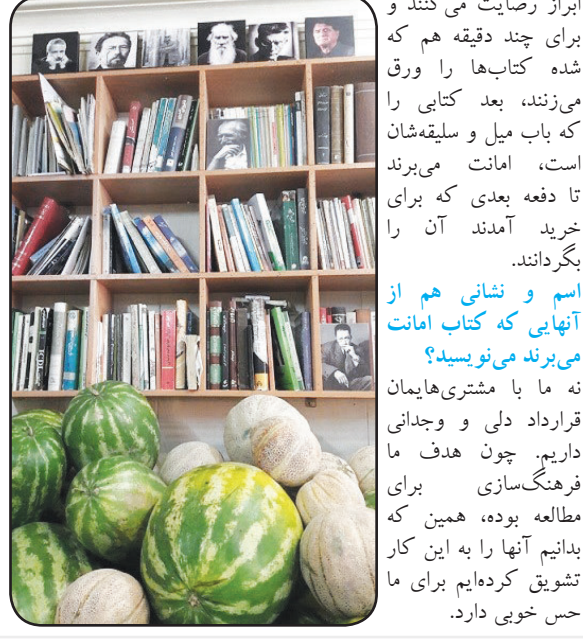 ابراز رضایت می‌کنند و
برای چند دقیقه هم که
شده کتاب‌ها را ورق
می‌زنند، بعد کتابی را
که باب میل و سلیقه‌شان
است، امانت می‌برند
تا دفعه بعدی که برای
خرید آمدند آن را
بگردانند.
اسم و نشانی هم از
آنهایی که کتاب امانت
می‌برند می‌نویسید؟
نه ما با مشتری‌هایمان
قرارداد دلی و وجدانی
داریم. چون هدف ما
فرهنگ‌سازی برای
مطالعه بوده، همین که
بدانیم آنها را به این کار
تشویق کرده‌ایم برای ما
حس خوبی دارد.